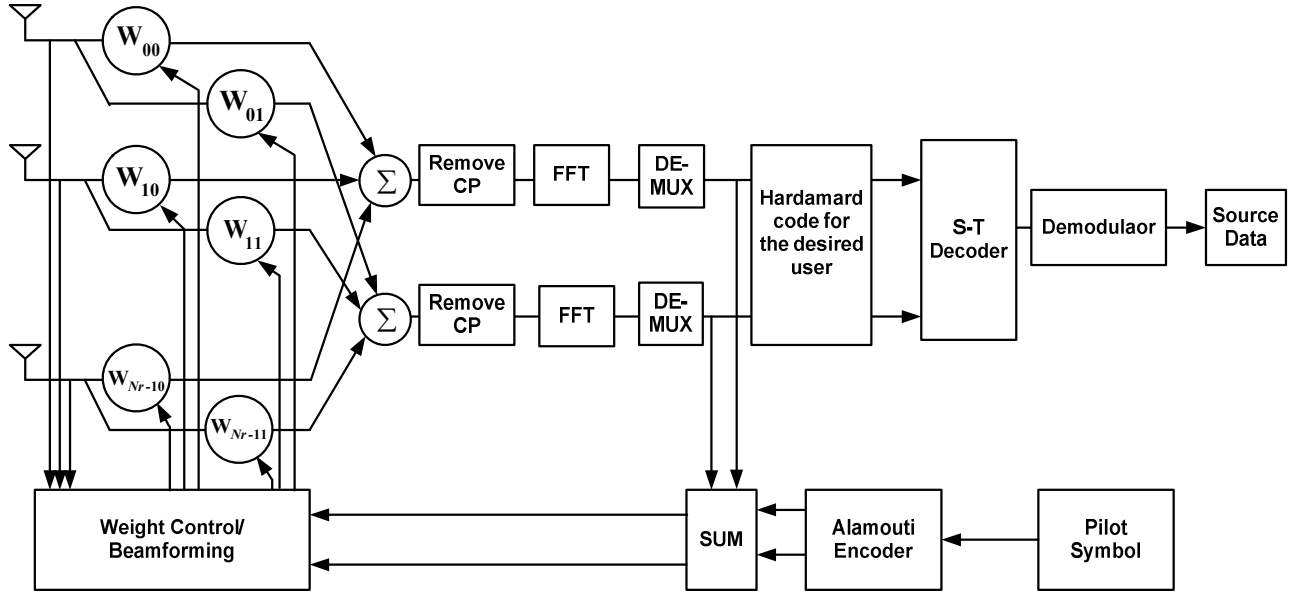 W00
W01
W10
W11
WNr-10
WNr-11
Σ
Σ
Remove
CP
FFT
DE-
MUX
Remove
CP
FFT
DE-
MUX
Hardamard
code for
the desired
user
S-T
Decoder
Demodulaor
Source
Data
Weight Control/
Beamforming
SUM
Alamouti
Encoder
Pilot
Symbol